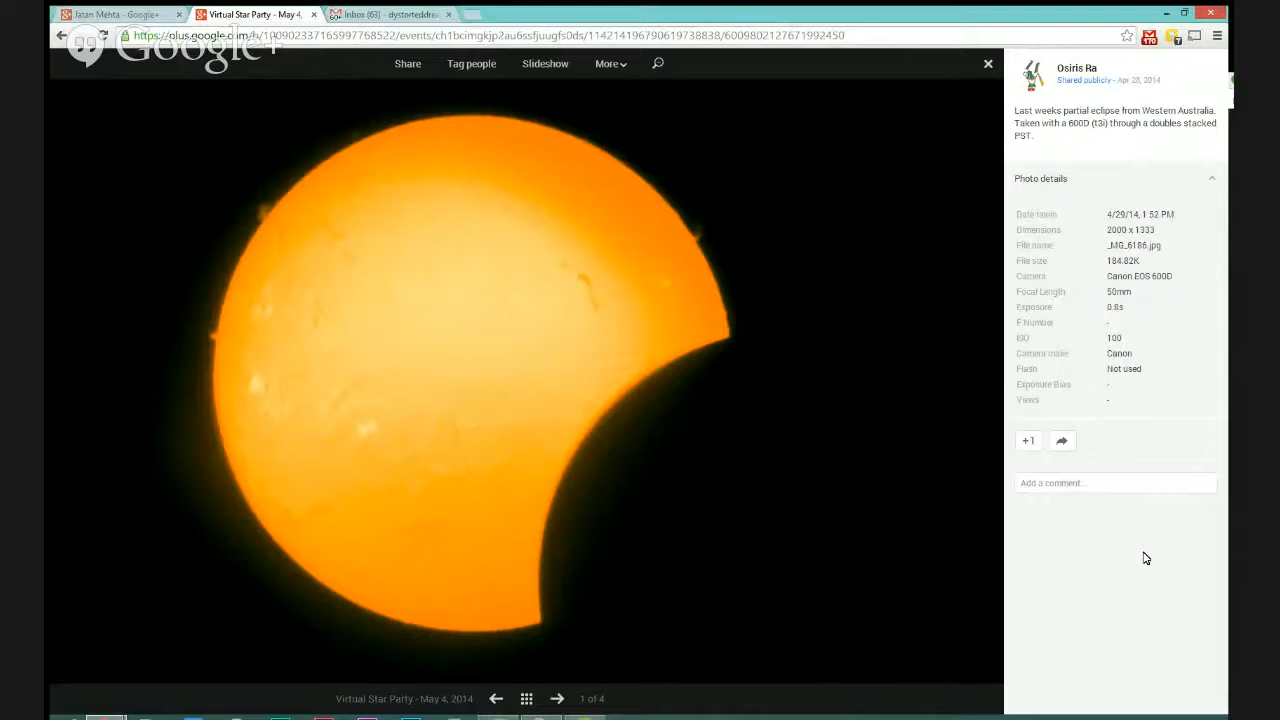 Jatan Mehta - Google+
Virtual Star Party - May 4,
Inbox (63) - dystorteddre
https://plus.google.com/b/100902337165997768522/events/ch1bcimgkjp2au6ssfjuugfs0ds/114214196790619738838/6009802127671992450
170
Google+
Share
Tag people
Slideshow
More
Osiris Ra
Shared publicly - Apr 28, 2014
Last weeks partial eclipse from Western Australia.
Taken with a 600D (t3i) through a doubles stacked
PST.
Photo details
Date taken 4/29/14, 1:52 PM
Dimensions 2000 x 1333
File name _MG_6186.jpg
File size 184.82K
Camera Canon EOS 600D
Focal Length 50mm
Exposure 0.8s
F Number -
ISO 100
Camera make Canon
Flash Not used
Exposure Bias -
Views -
+1
Add a comment...
Virtual Star Party - May 4, 2014
1 of 4